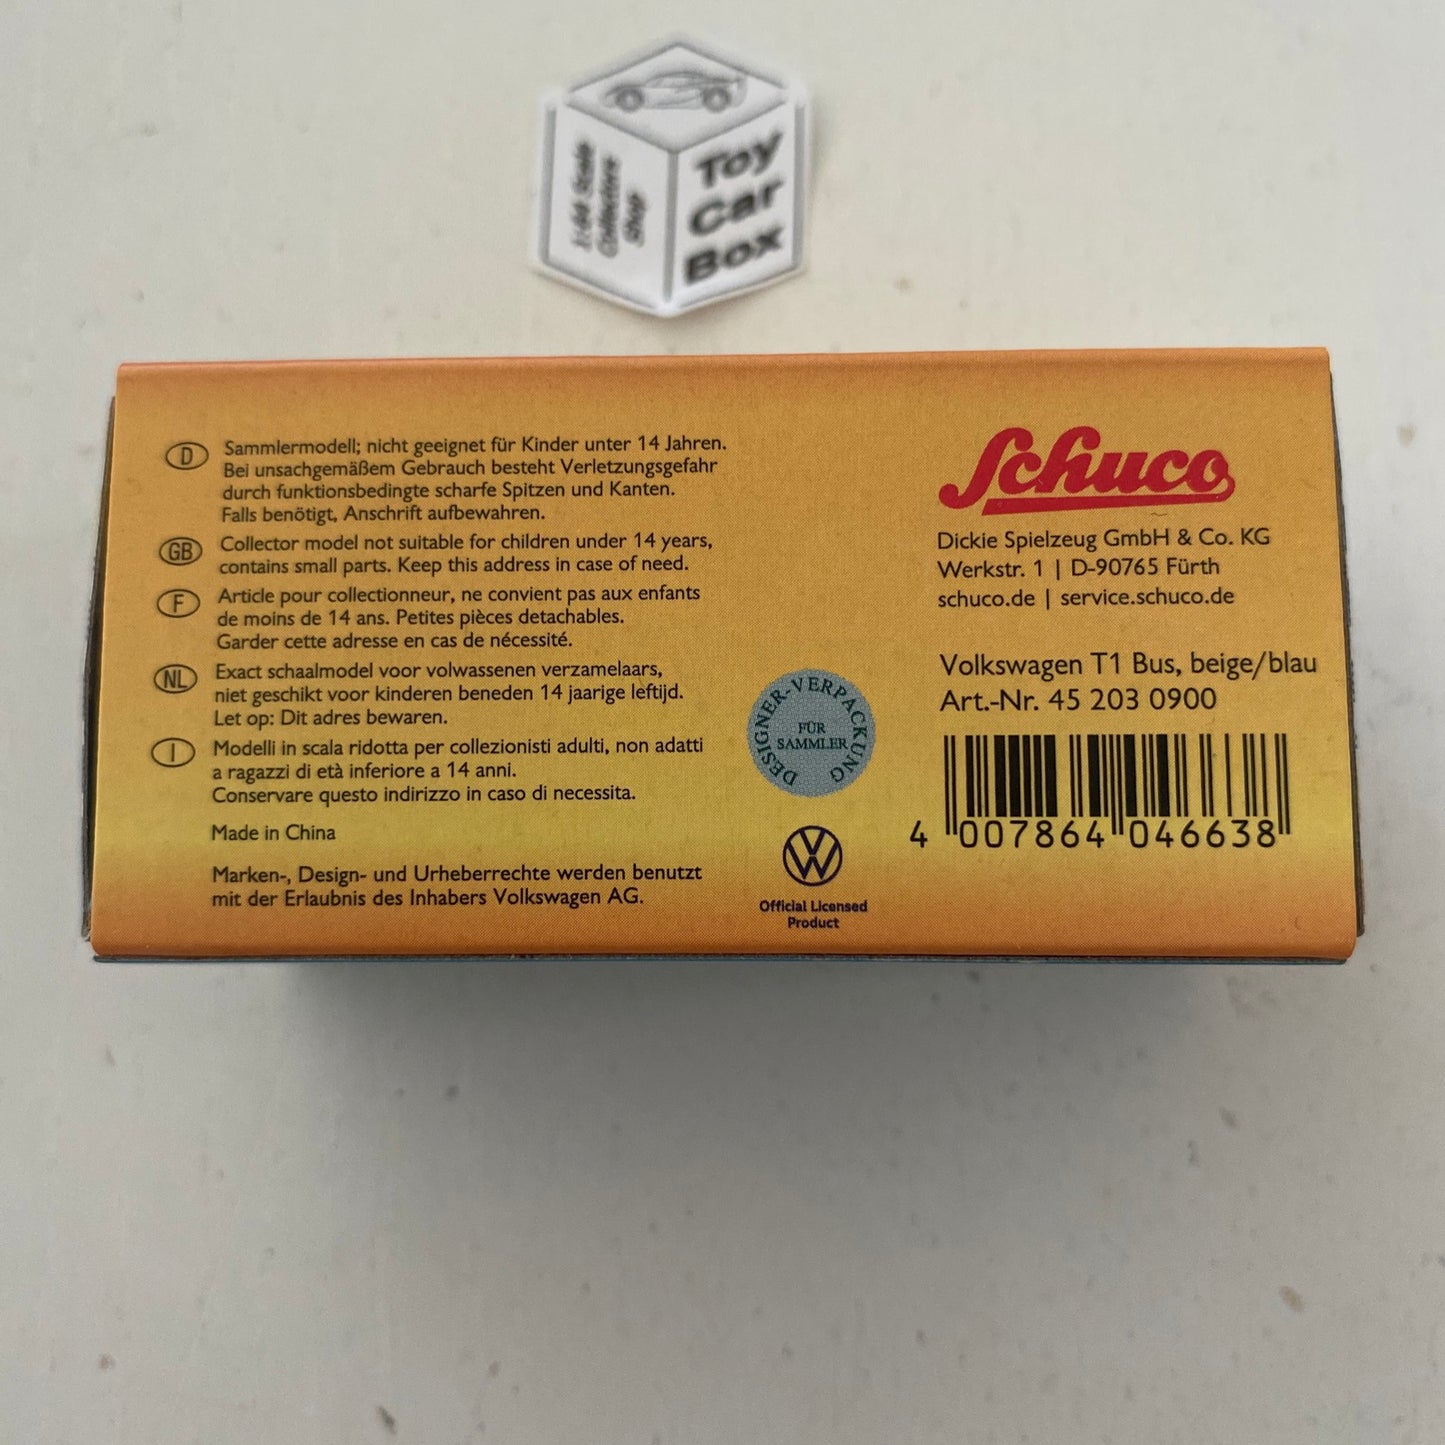 1/64 Scale
Collectors
Shop
Toy
Car
Box
D
Sammlermodell; nicht geeignet für Kinder unter 14 Jahren.
Bei unsachgemäßem Gebrauch besteht Verletzungsgefahr
durch funktionsbedingte scharfe Spitzen und Kanten.
Falls benötigt, Anschrift aufbewahren.
GB
Collector model not suitable for children under 14 years,
contains small parts. Keep this address in case of need.
F
Article pour collectionneur, ne convient pas aux enfants
de moins de 14 ans. Petites pièces detachables.
Garder cette adresse en cas de nécessité.
NL
Exact schaalmodel voor volwassenen verzamelaars,
niet geschikt voor kinderen beneden 14 jaarige leftijd.
Let op: Dit adres bewaren.
I
Modelli in scala ridotta per collezionisti adulti, non adatti
a ragazzi di età inferiore a 14 anni.
Conservare questo indirizzo in caso di necessita.
Made in China
Marken-, Design- und Urheberrechte werden benutzt
mit der Erlaubnis des Inhabers Volkswagen AG.
DESIGNER-VERPACKUNG
FÜR
SAMMLER
Official Licensed
Product
Schuco
Dickie Spielzeug GmbH & Co. KG
Werkstr. 1 | D-90765 Fürth
schuco.de | service.schuco.de
Volkswagen T1 Bus, beige/blau
Art.-Nr. 45 203 0900
4 007864 046638